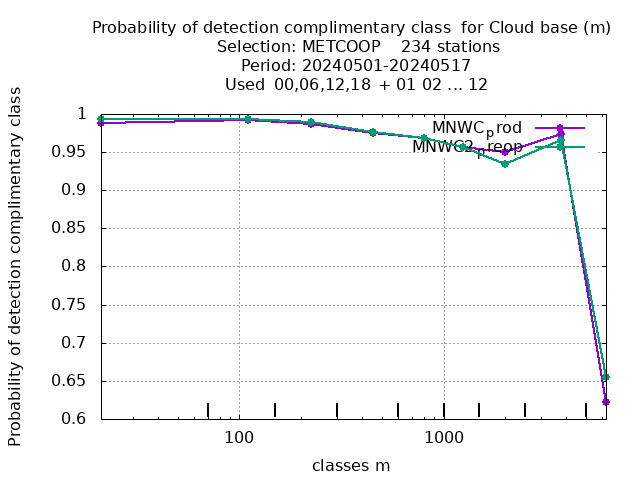 Probability of detection complimentary class  for Cloud base (m)
Selection: METCOOP    234 stations
Period: 20240501-20240517
Used  00,06,12,18 + 01 02 ... 12
Probability of detection complimentary class
1
0.95
0.9
0.85
0.8
0.75
0.7
0.65
0.6
MNWCprod
MNWC2preop
100
1000
classes m